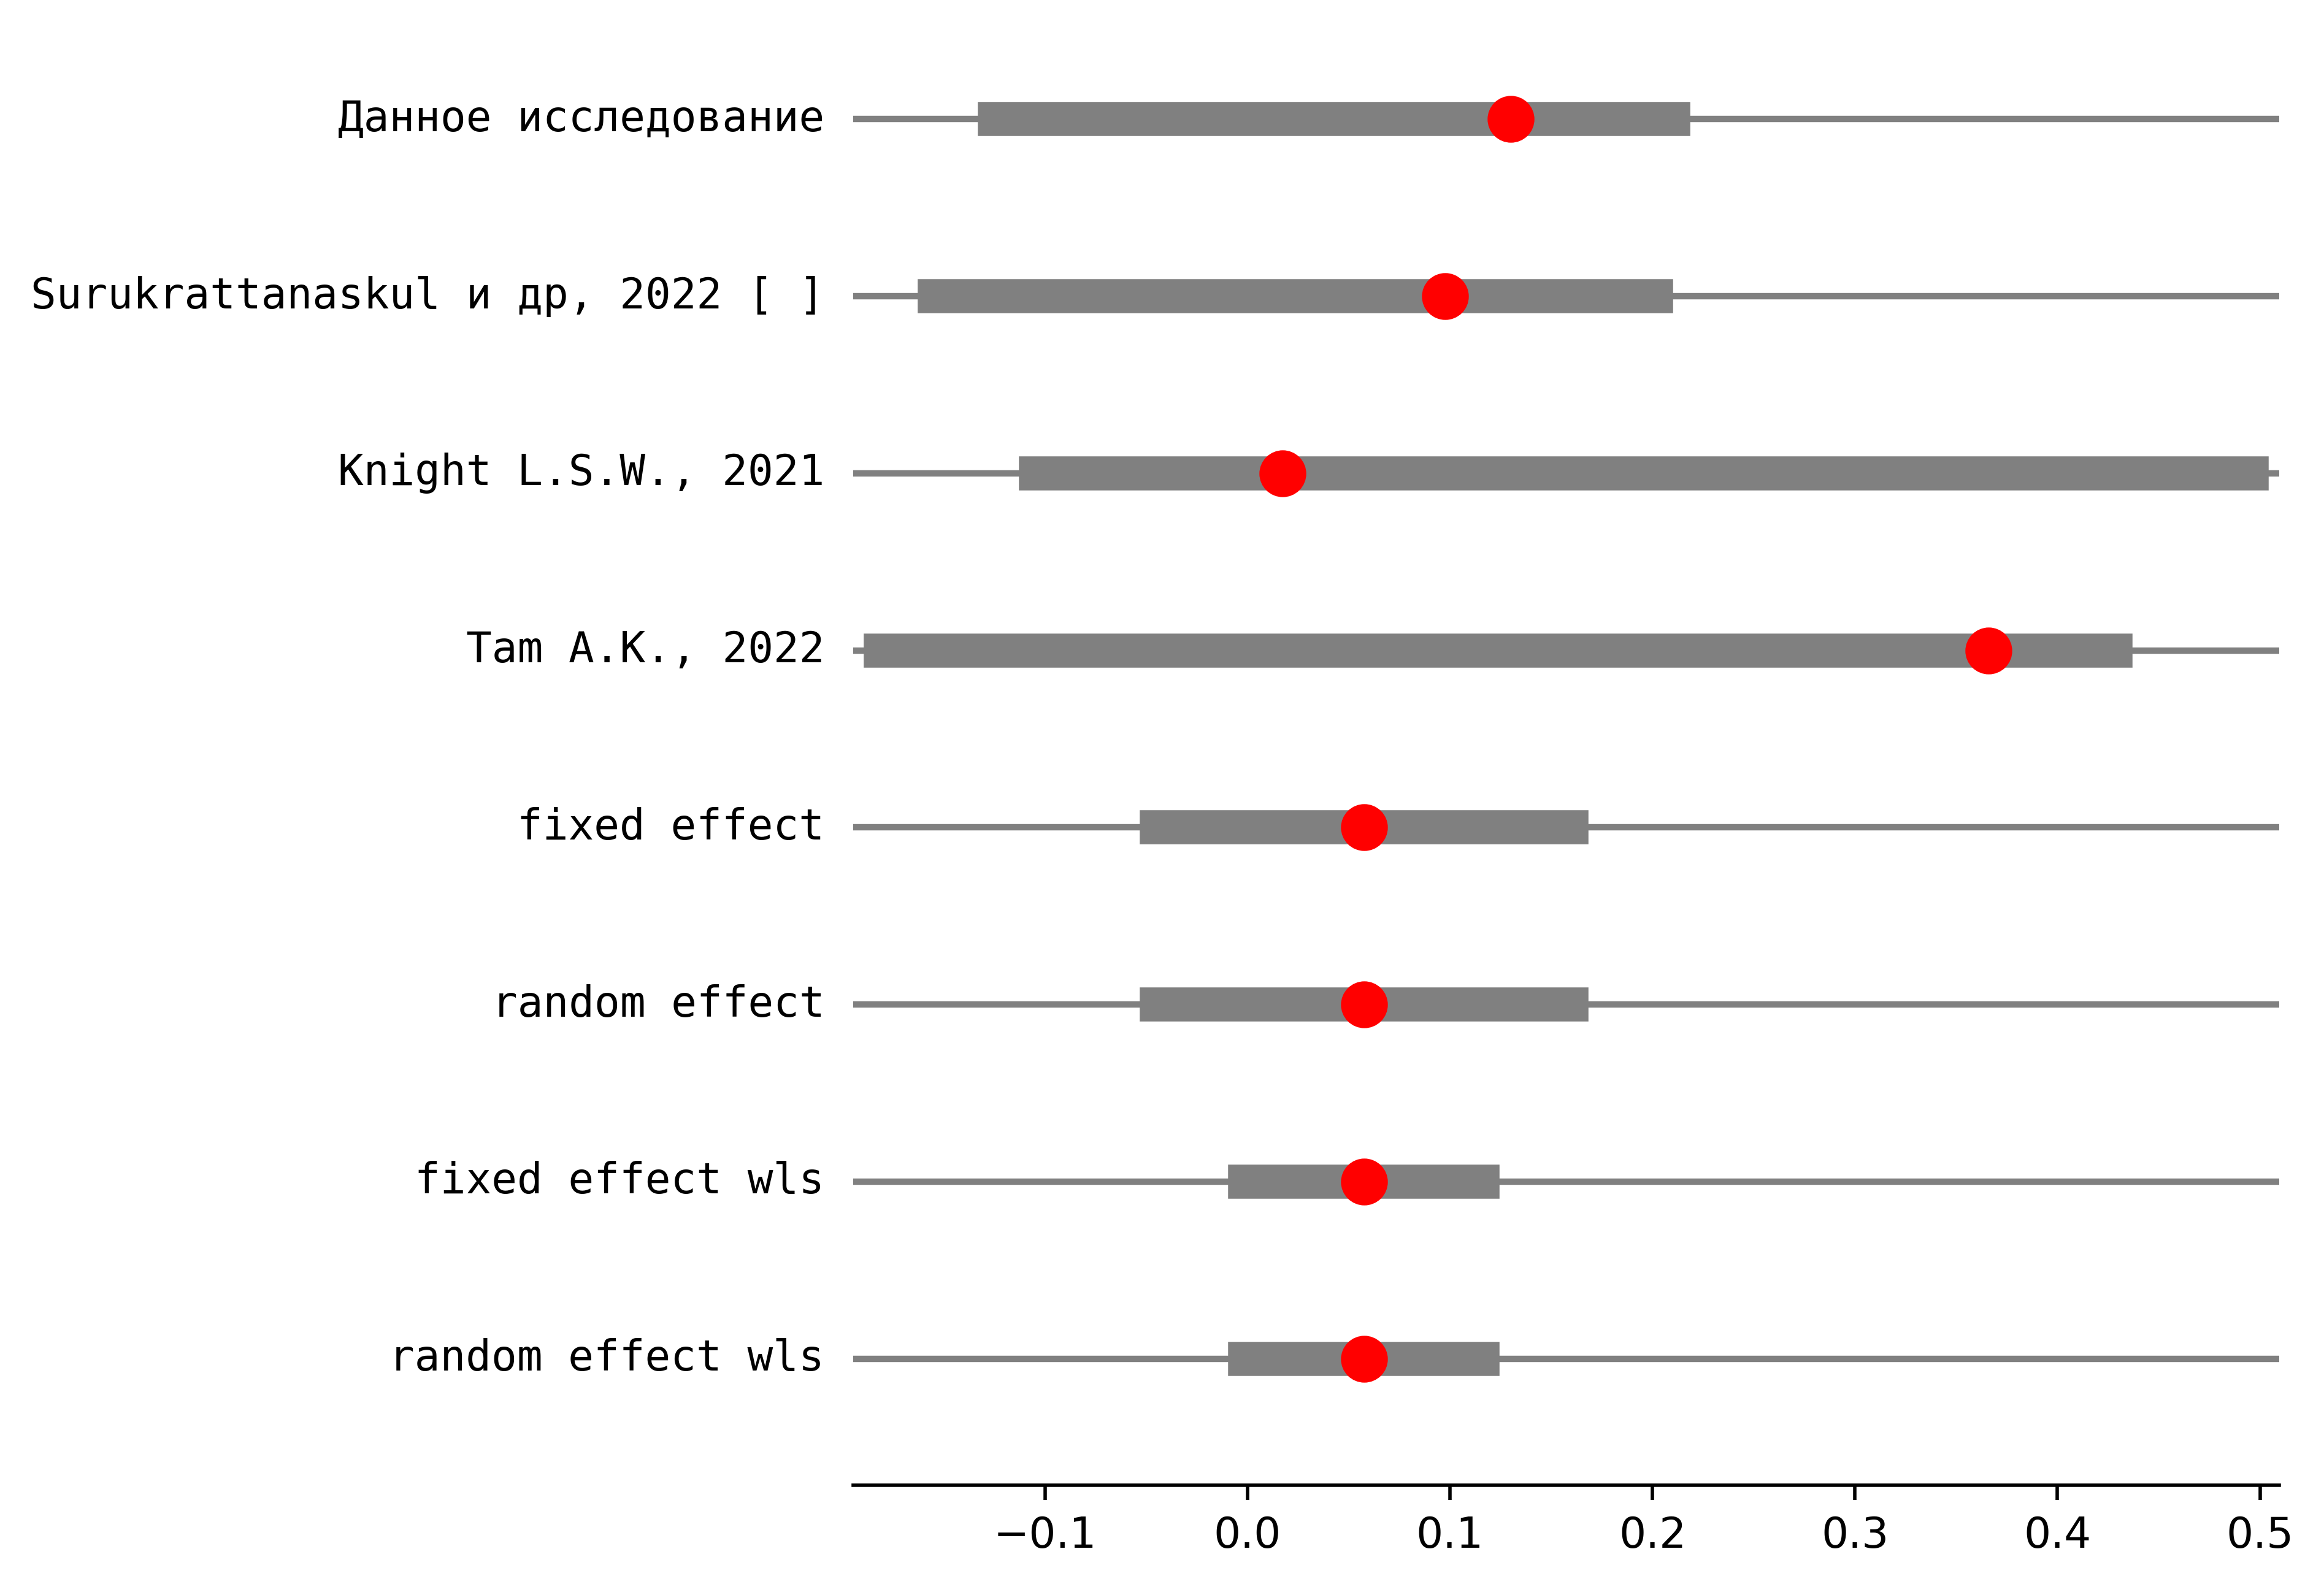 Данное исследование
Surukrattanaskul и др, 2022 [ ]
Knight L.S.W., 2021
Tam A.K., 2022
fixed effect
random effect
fixed effect wls
random effect wls
−0.1 0.0 0.1 0.2 0.3 0.4 0.5